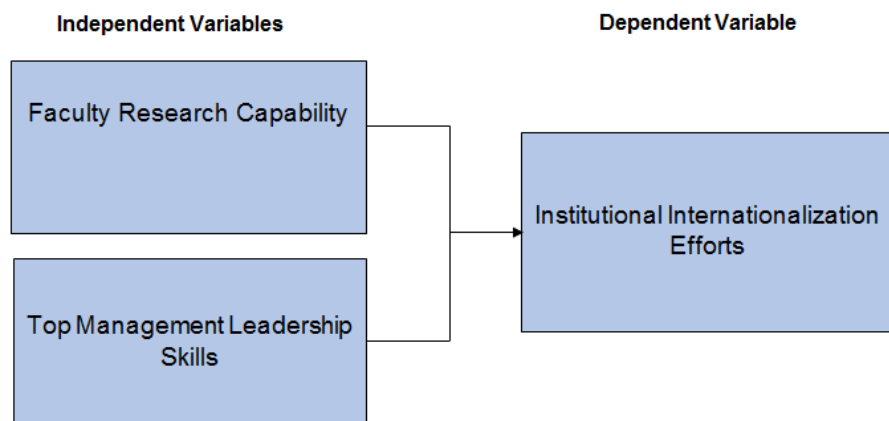 Independent Variables
Dependent Variable
Faculty Research Capability
Institutional Internationalization
Efforts
Top Management Leadership
Skills